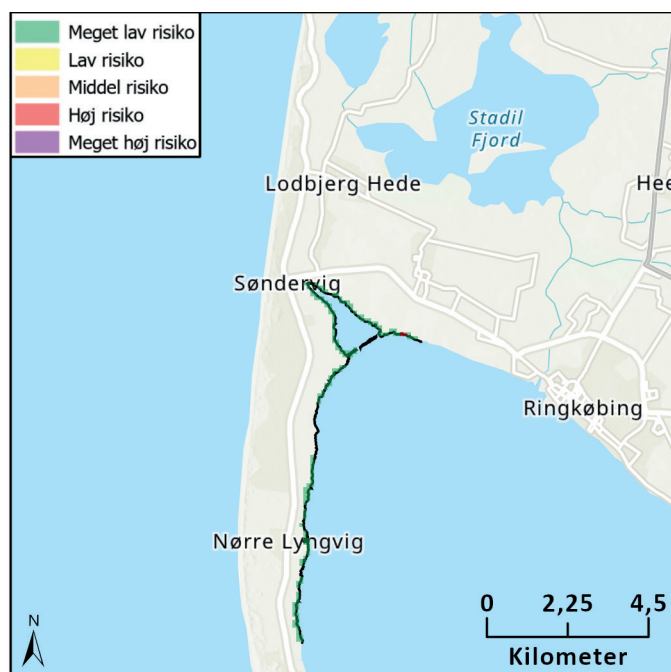 Meget lav risiko
Lav risiko
Middel risiko
Høj risiko
Meget høj risiko
Stadil
Fjord
Lodbjerg Hede
Hee
Søndervig
Ringkøbing
Nørre Lyngvig
N
0 2,25 4,5
Kilometer